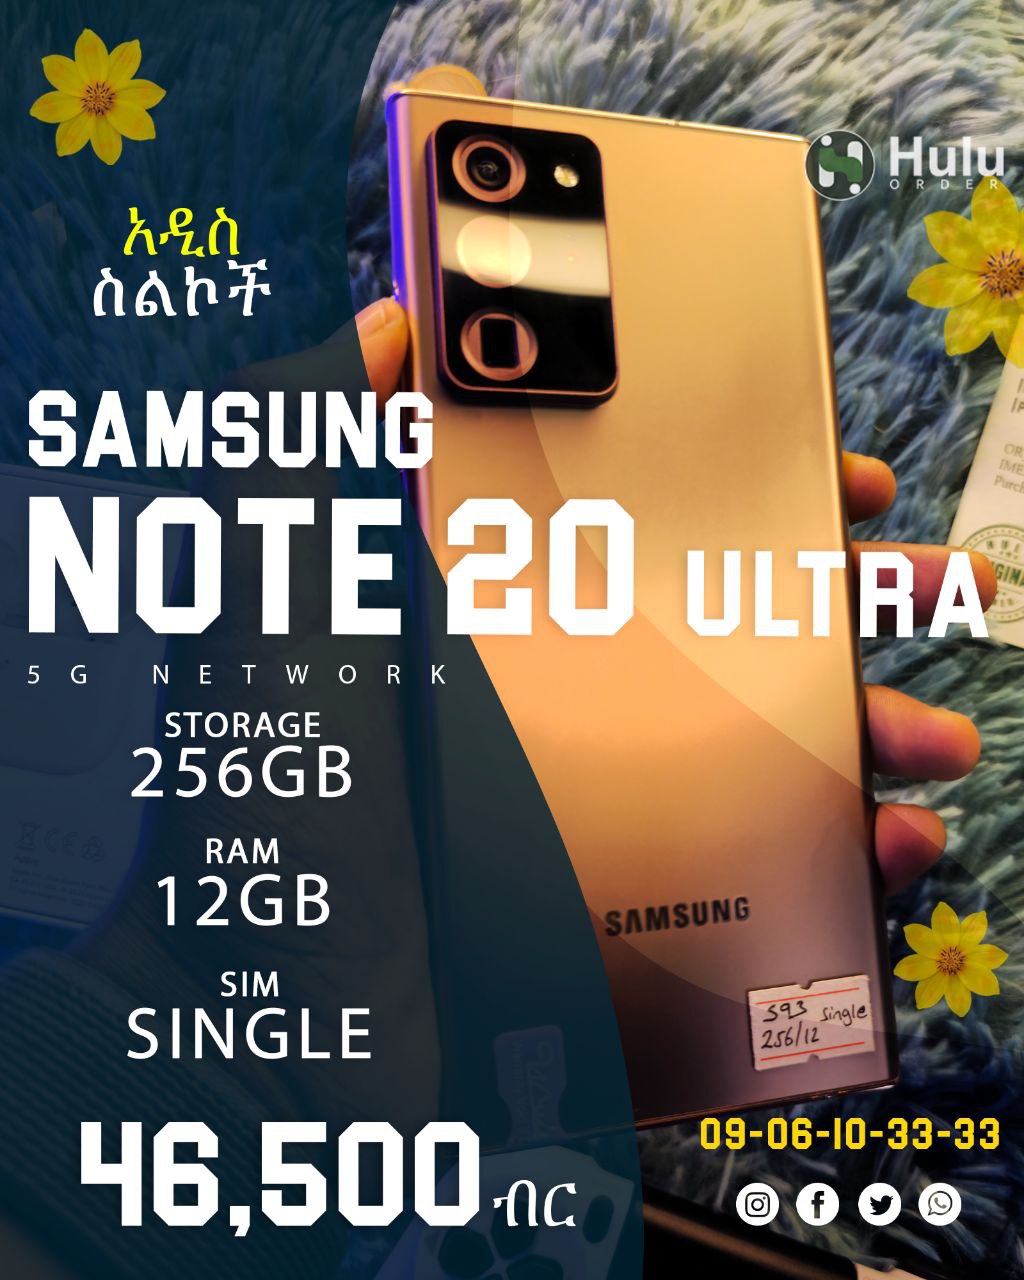 Hulu
ORDER
አዲስ
ስልኮች
SAMSUNG
NOTE 20 ULTRA
5G NETWORK
STORAGE
256GB
RAM
12GB
SIM
SINGLE
SAMSUNG
593 single
256/12
46,500 ብር
09-06-10-33-33